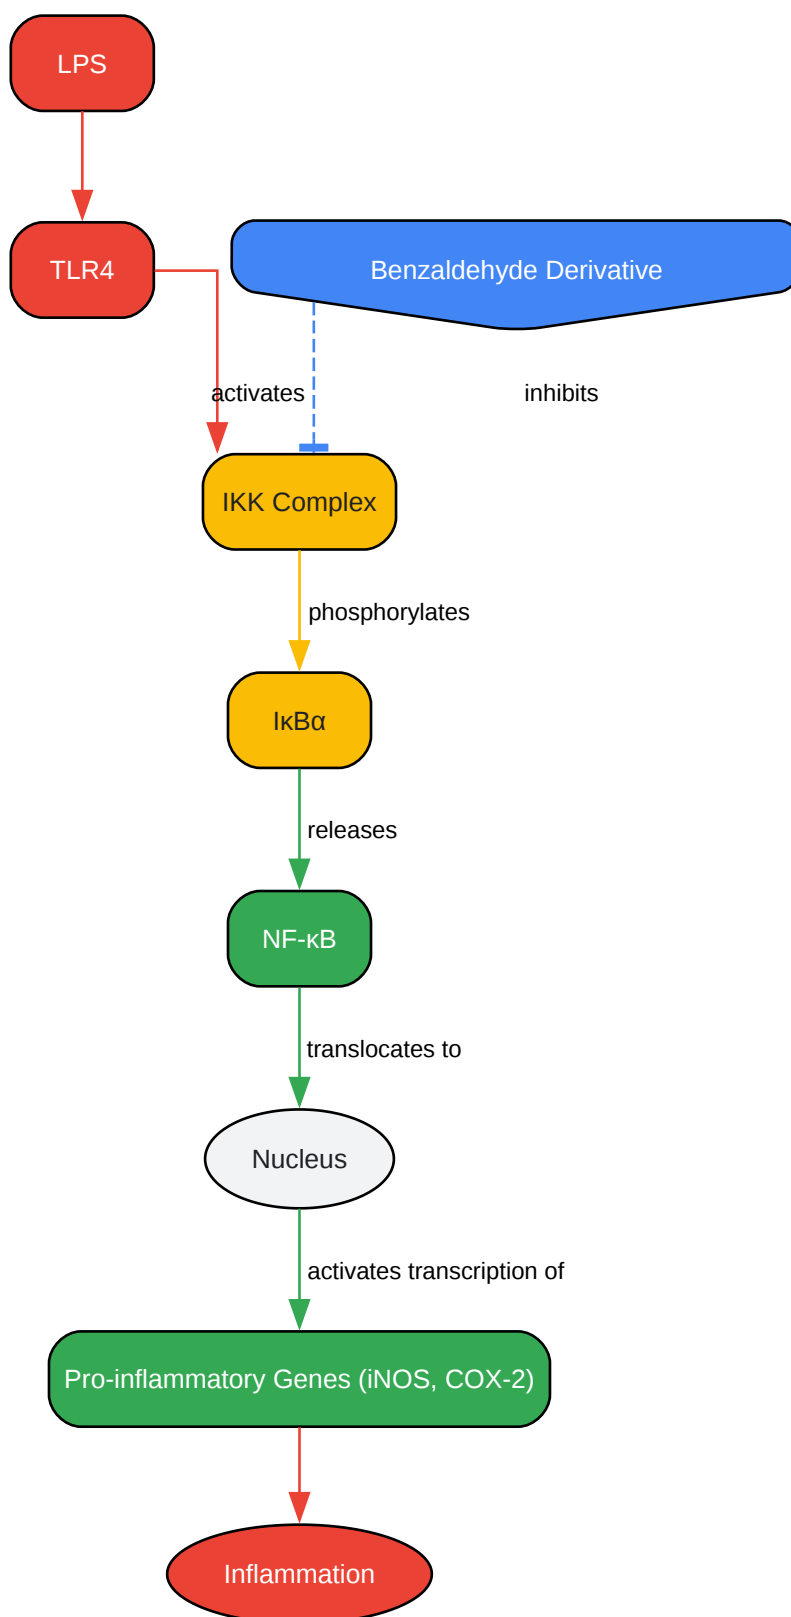 LPS
TLR4
Benzaldehyde Derivative
activates
inhibits
IKK Complex
phosphorylates
IκBα
releases
NF-κB
translocates to
Nucleus
activates transcription of
Pro-inflammatory Genes (iNOS, COX-2)
Inflammation